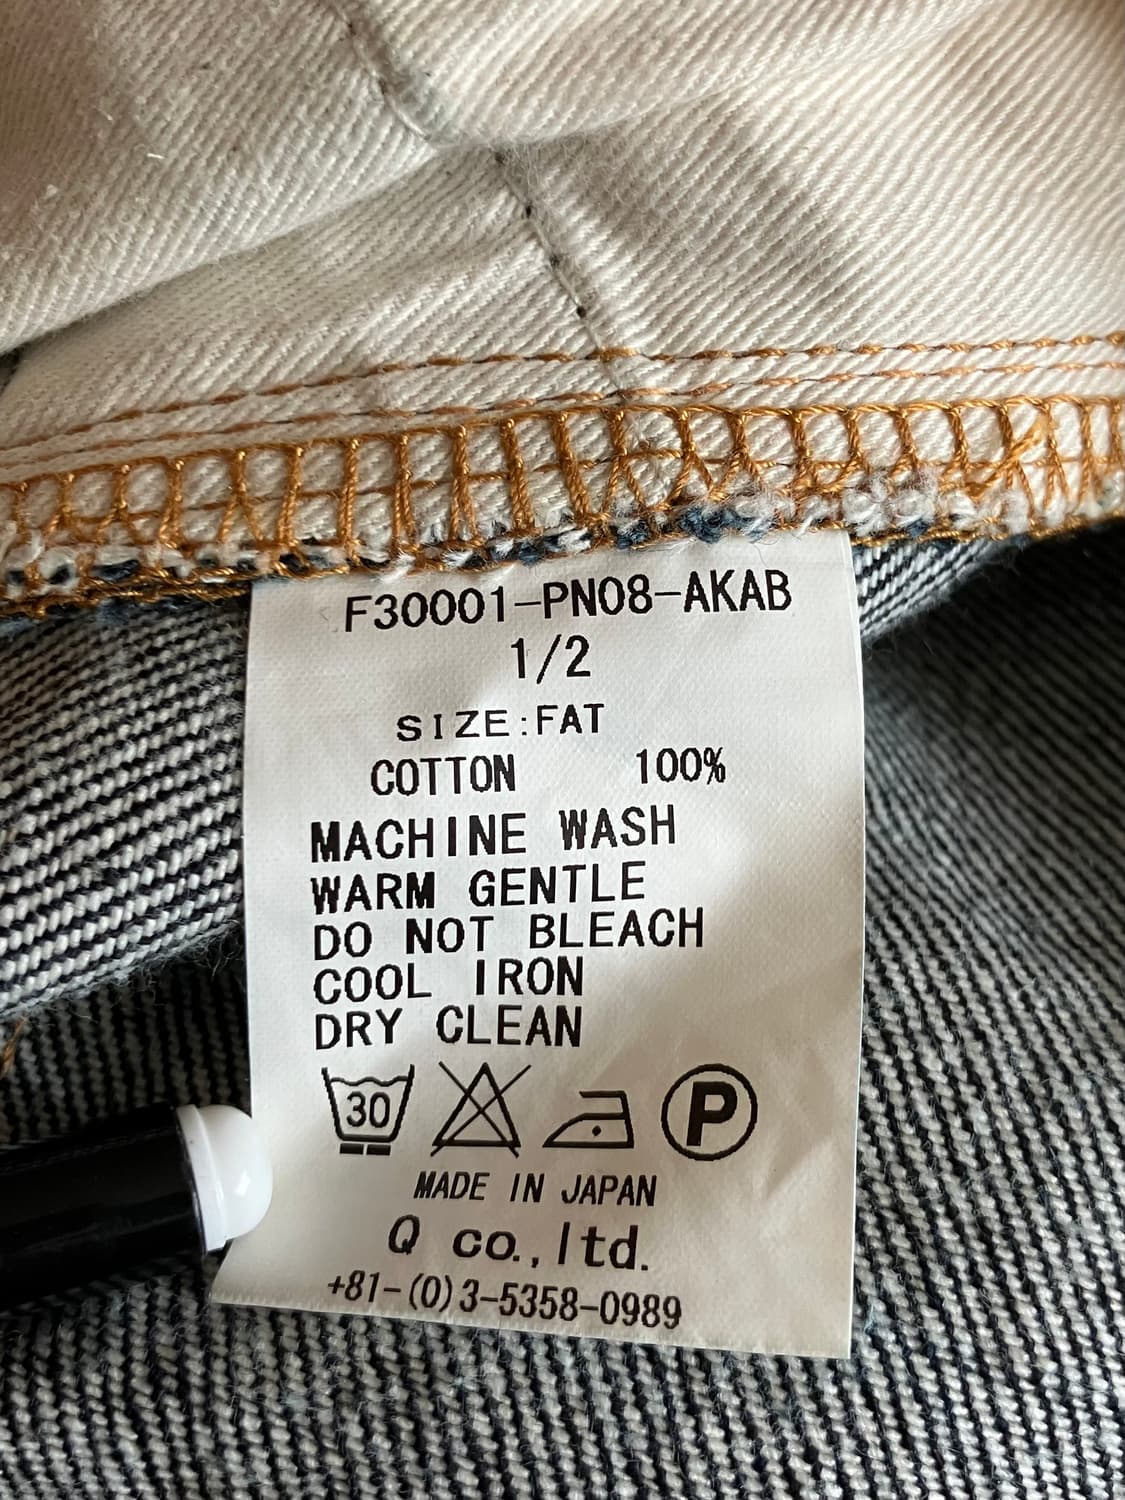 F30001-PN08-AKAB
1/2
SIZE:FAT
COTTON 100%
MACHINE WASH
WARM GENTLE
DO NOT BLEACH
COOL IRON
DRY CLEAN
30 P
MADE IN JAPAN
Q co.,ltd.
+81-(0)3-5358-0989